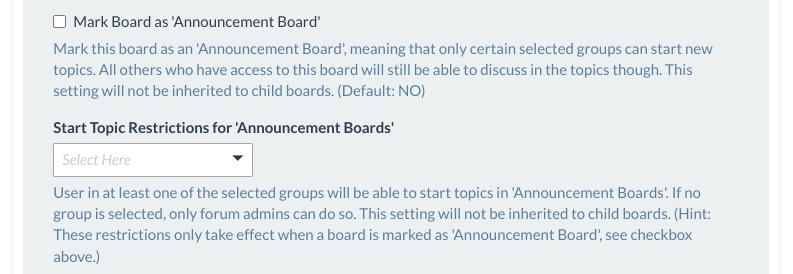 Mark Board as 'Announcement Board'
Mark this board as an 'Announcement Board', meaning that only certain selected groups can start new
topics. All others who have access to this board will still be able to discuss in the topics though. This
setting will not be inherited to child boards. (Default: NO)
Start Topic Restrictions for 'Announcement Boards'
Select Here
User in at least one of the selected groups will be able to start topics in 'Announcement Boards'. If no
group is selected, only forum admins can do so. This setting will not be inherited to child boards. (Hint:
These restrictions only take effect when a board is marked as 'Announcement Board', see checkbox
above.)